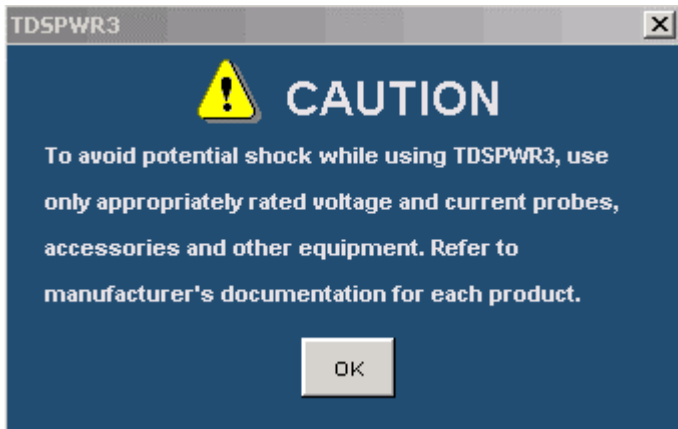 TDSPWR3
CAUTION
To avoid potential shock while using TDSPWR3, use
only appropriately rated voltage and current probes,
accessories and other equipment. Refer to
manufacturer's documentation for each product.
OK